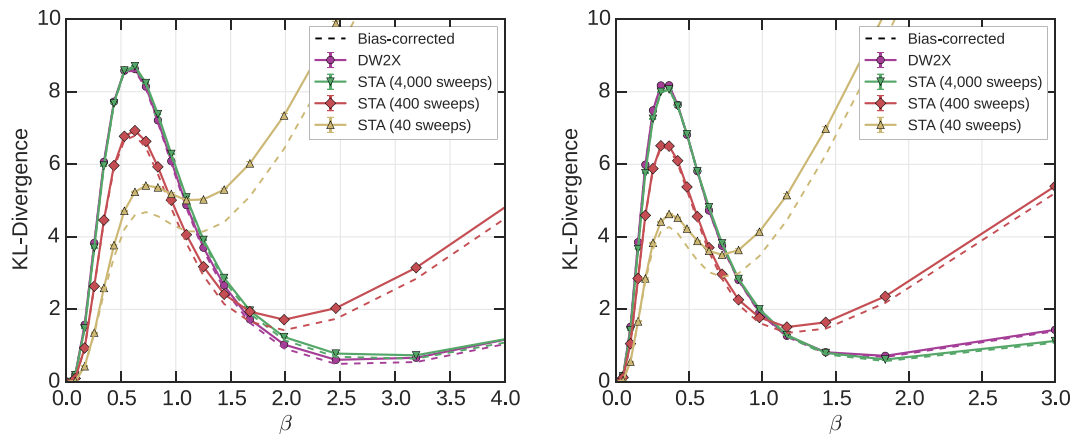 10
8
6
4
2
0
KL-Divergence
0.0 0.5 1.0 1.5 2.0 2.5 3.0 3.5 4.0
β
Bias-corrected
DW2X
STA (4,000 sweeps)
STA (400 sweeps)
STA (40 sweeps)
10
8
6
4
2
0
KL-Divergence
0.0 0.5 1.0 1.5 2.0 2.5 3.0
β
Bias-corrected
DW2X
STA (4,000 sweeps)
STA (400 sweeps)
STA (40 sweeps)